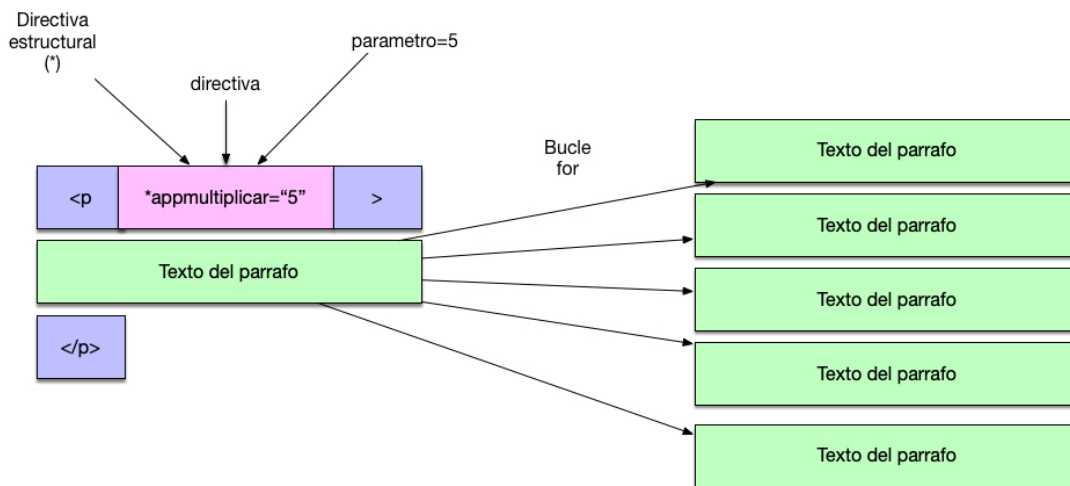 Directiva
estructural
(*)
parametro=5
directiva
Bucle
for
<p
*appmultiplicar=“5”
>
Texto del parrafo
</p>
Texto del parrafo
Texto del parrafo
Texto del parrafo
Texto del parrafo
Texto del parrafo